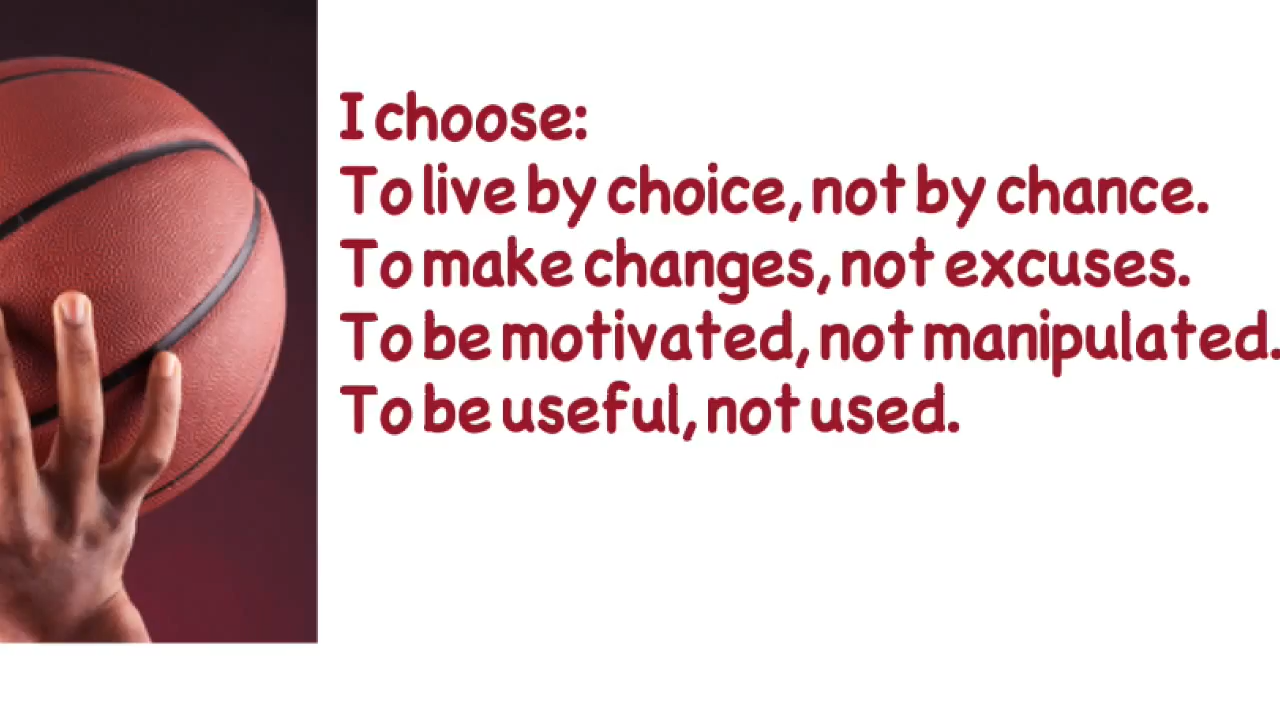 I choose:
To live by choice, not by chance.
To make changes, not excuses.
To be motivated, not manipulated.
To be useful, not used.